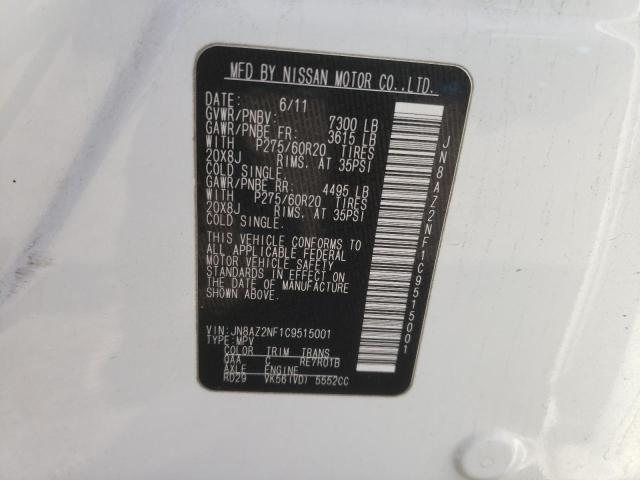 MFD BY NISSAN MOTOR CO.,LTD.
DATE: 6/11
GVWR/PNBV: 7300 LB
GAWR/PNBE FR: 3615 LB
WITH P275/60R20 TIRES
20X8J RIMS. AT 35PSI
COLD SINGLE.
GAWR/PNBE RR: 4495 LB
WITH P275/60R20 TIRES
20X8J RIMS. AT 35PSI
COLD SINGLE.
THIS VEHICLE CONFORMS TO
ALL APPLICABLE FEDERAL
MOTOR VEHICLE SAFETY
STANDARDS IN EFFECT ON
THE DATE OF MANUFACTURE
SHOWN ABOVE.
VIN:JN8AZ2NF1C9515001
TYPE:MPV
COLOR TRIM TRANS
QAA C RE7R01B
AXLE ENGINE
RD29 VK56(VD) 5552CC
JN8AZ2NF1C9515001